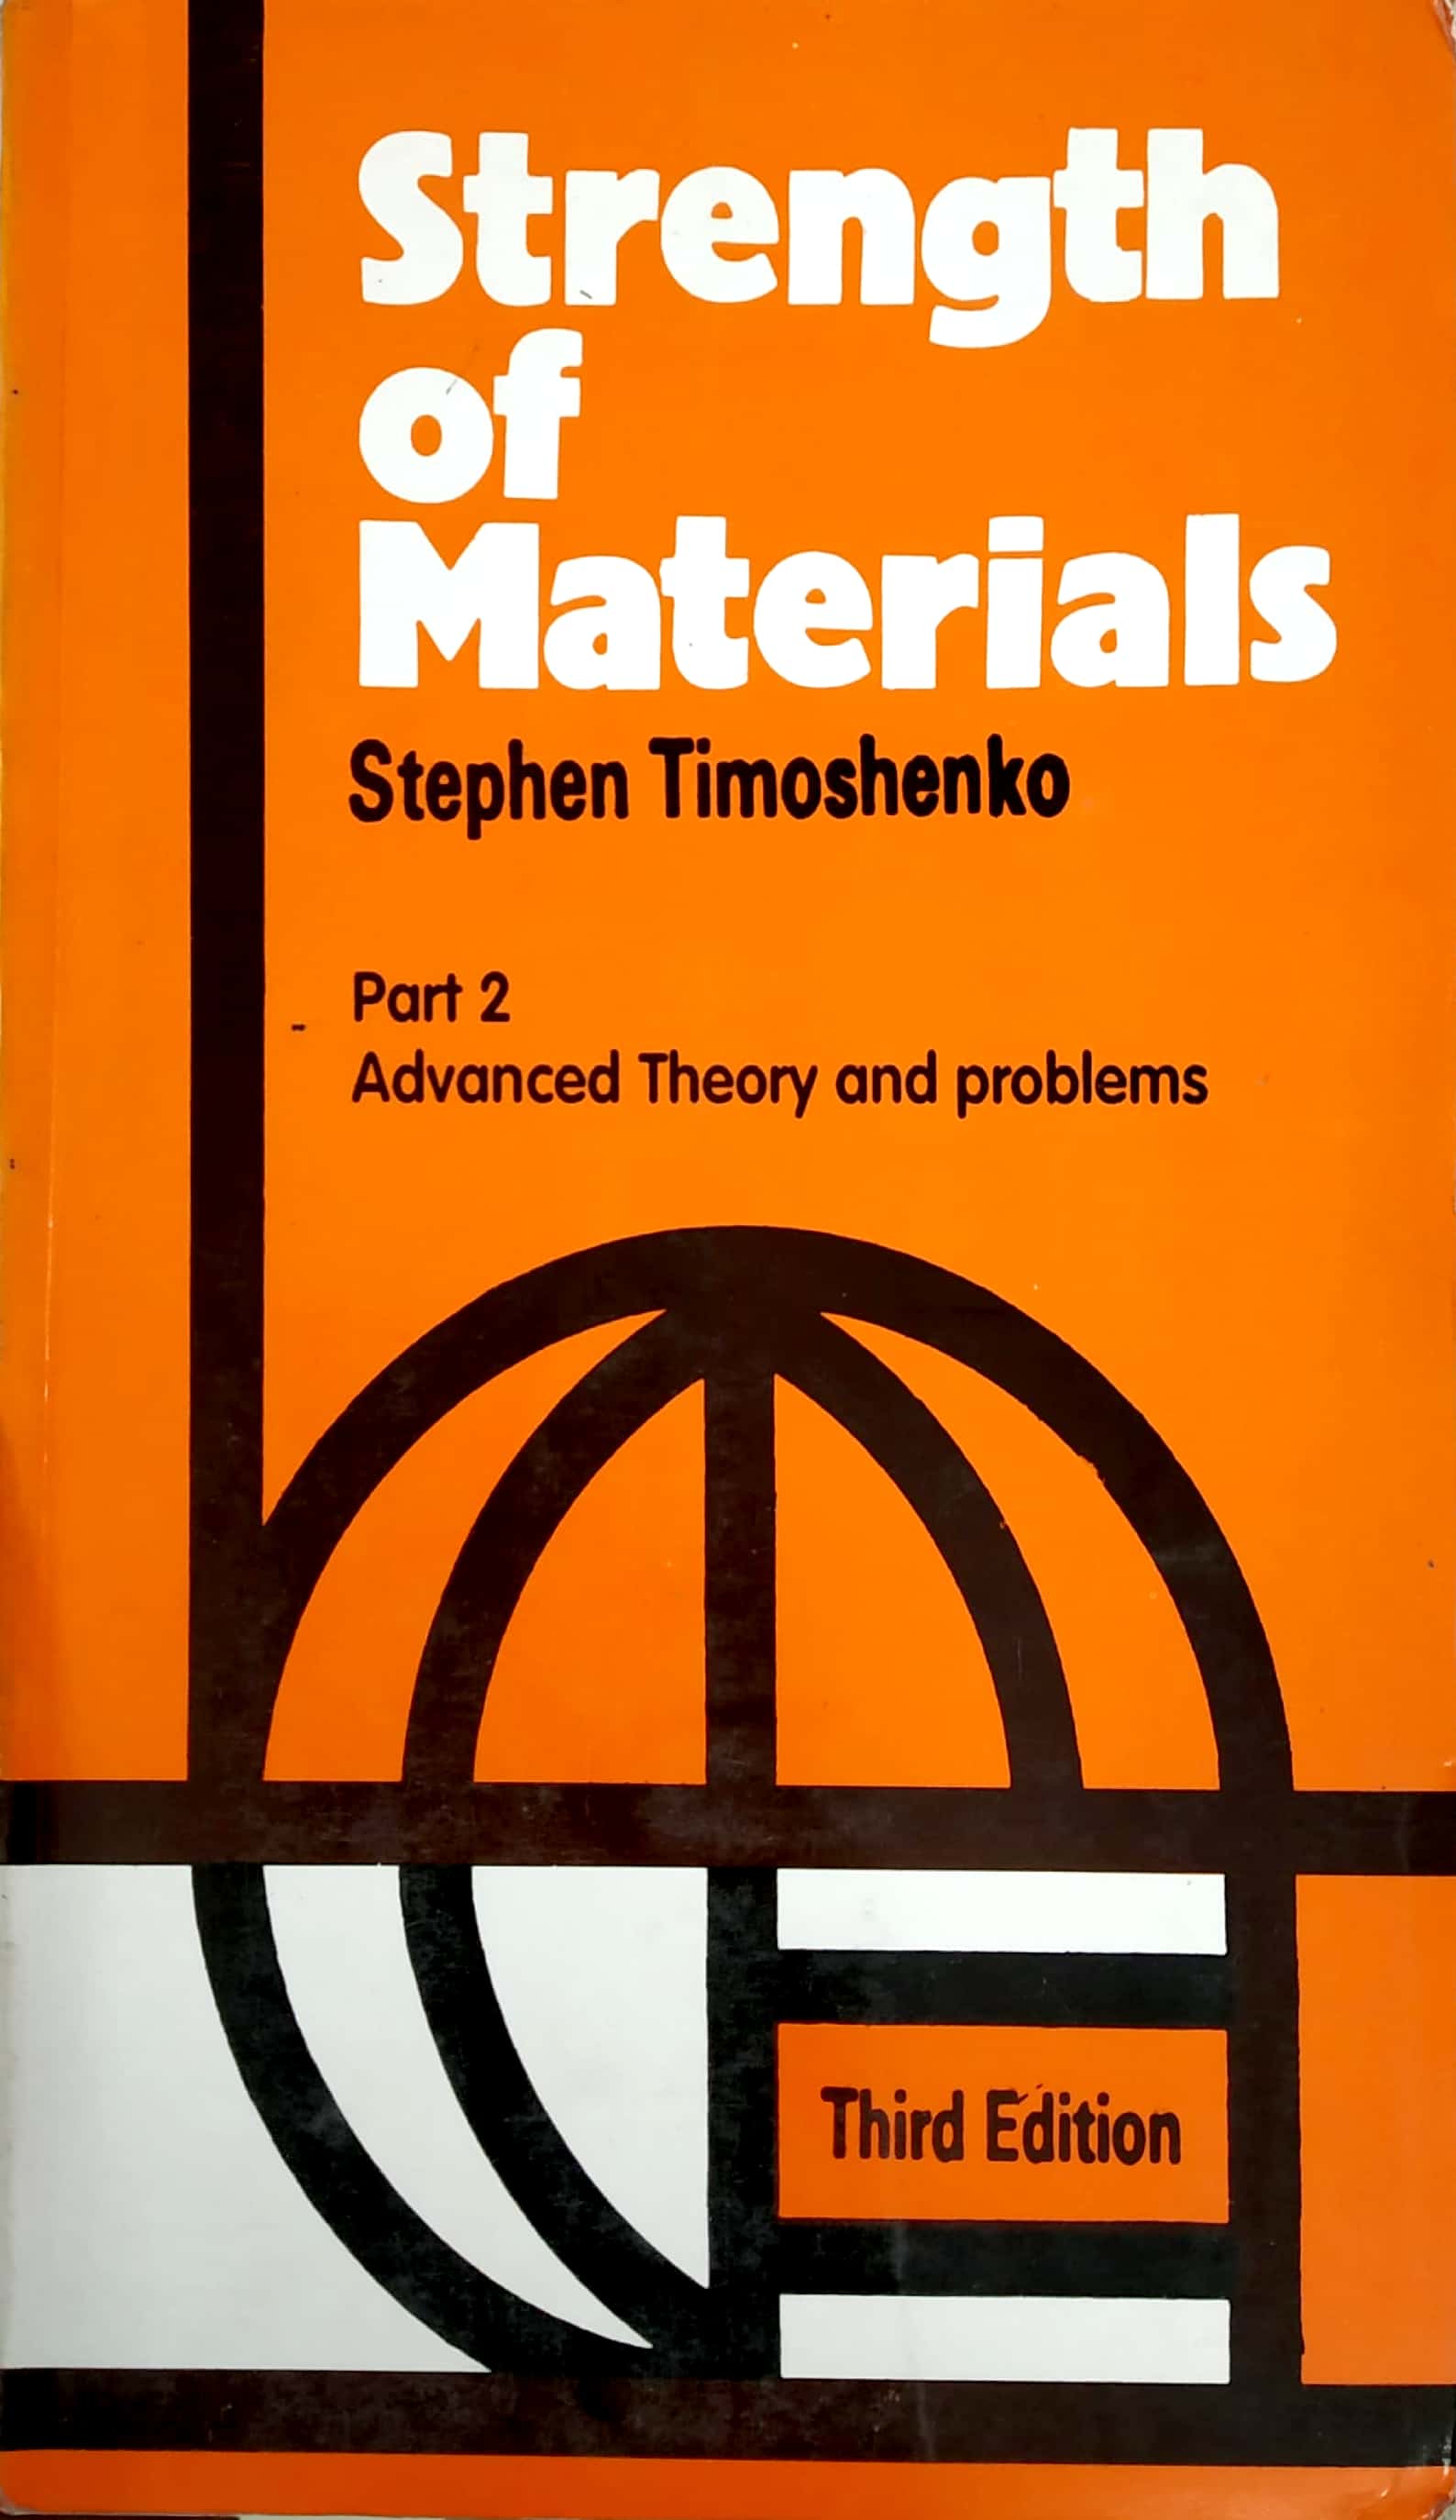 Strength
of
Materials
Stephen Timoshenko
Part 2
Advanced Theory and problems
Third Edition